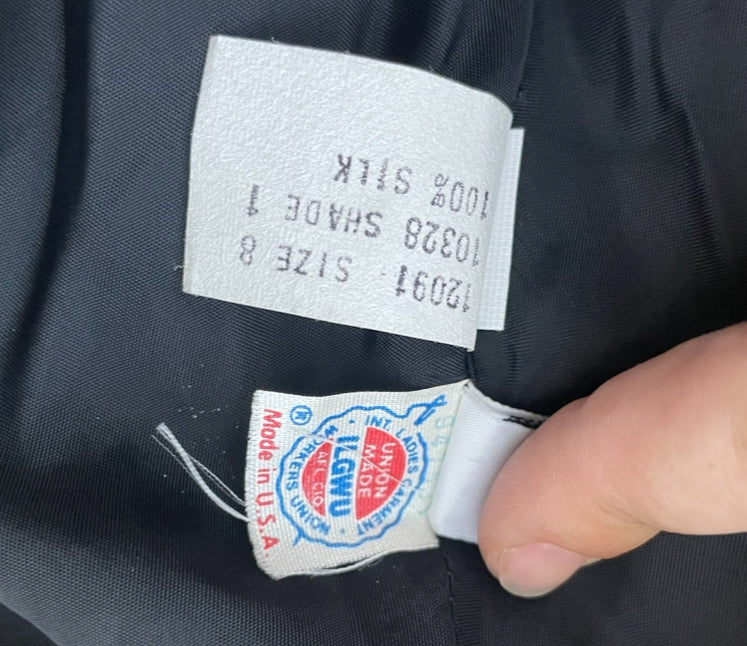 12091 SIZE 8
10328 SHADE 1
100% SILK
INT. LADIES GARMENT
WORKERS UNION
UNION
MADE
ILGWU
AFL-CIO
®
Made in U.S.A.